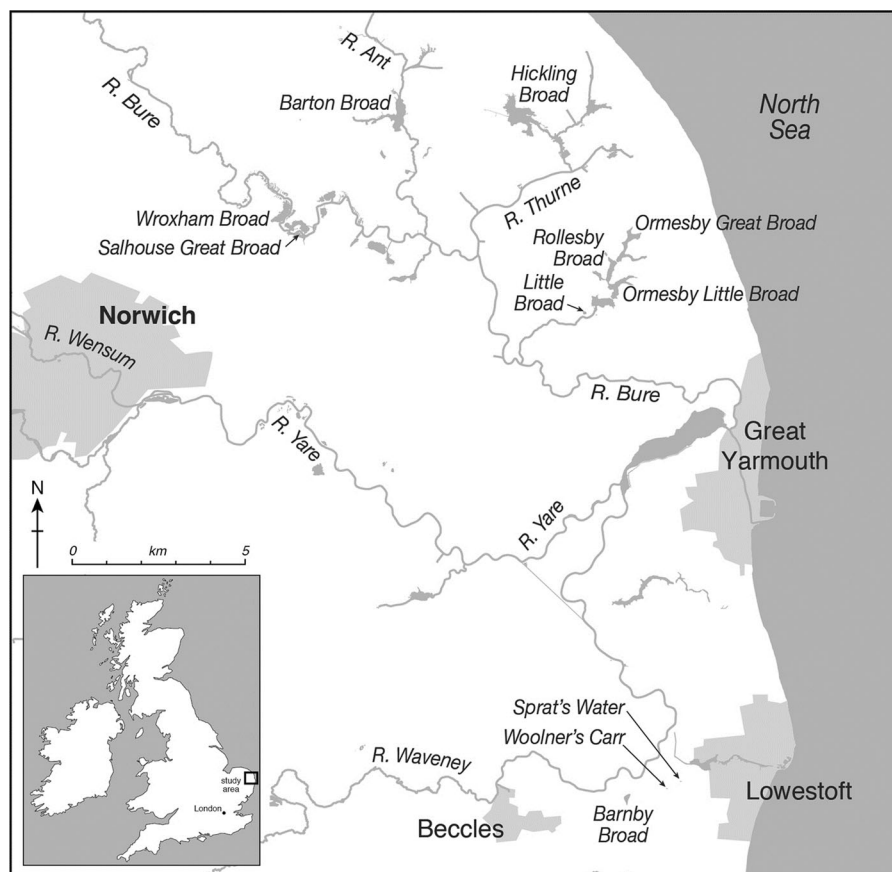 R. Ant
Hickling
Broad
R. Bure
Barton Broad
North
Sea
R. Thurne
Wroxham Broad
Salhouse Great Broad
Ormesby Great Broad
Rollesby
Broad
Little
Broad
Ormesby Little Broad
Norwich
R. Wensum
R. Bure
R. Yare
Great
Yarmouth
N
R. Yare
0 km 5
Sprat's Water
Woolner's Carr
R. Waveney
study
area
London
Lowestoft
Barnby
Broad
Beccles